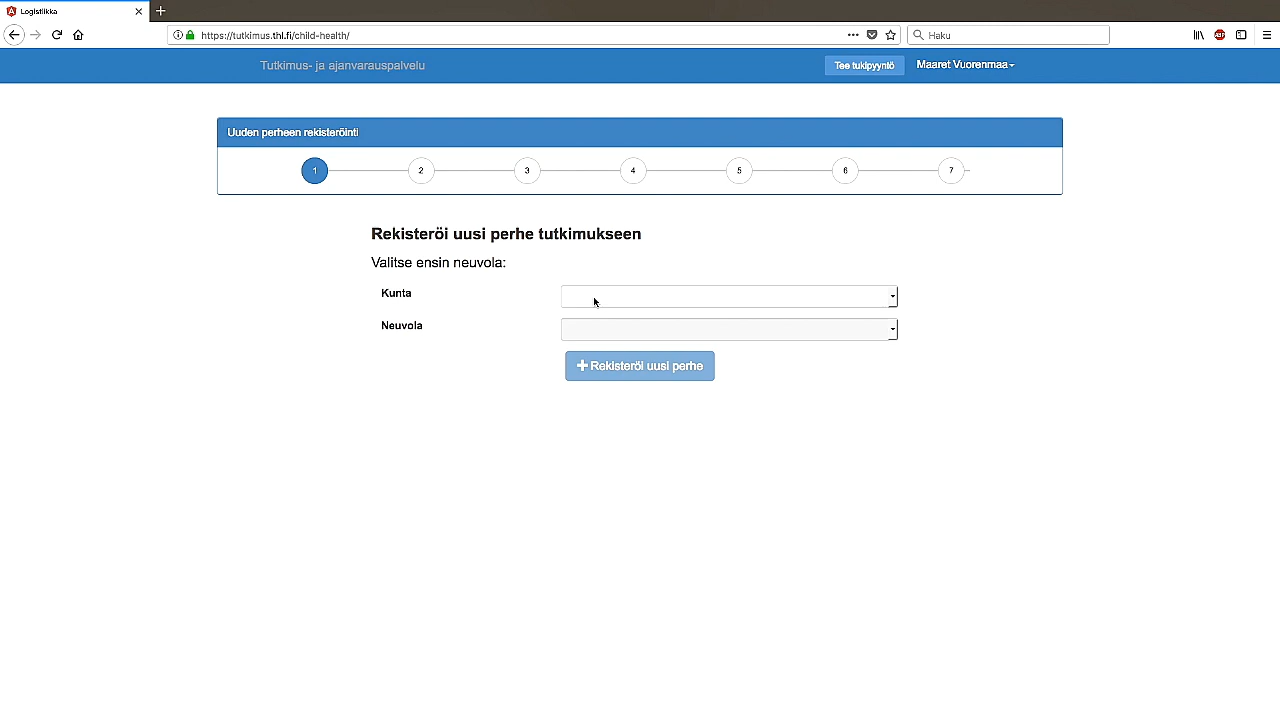 Logistiikka
https://tutkimus.thl.fi/child-health/
Haku
ABP
Tutkimus- ja ajanvarauspalvelu
Tee tukipyyntö
Maaret Vuorenmaa
Uuden perheen rekisteröinti
1 2 3 4 5 6 7
Rekisteröi uusi perhe tutkimukseen
Valitse ensin neuvola:
Kunta
Neuvola
Rekisteröi uusi perhe